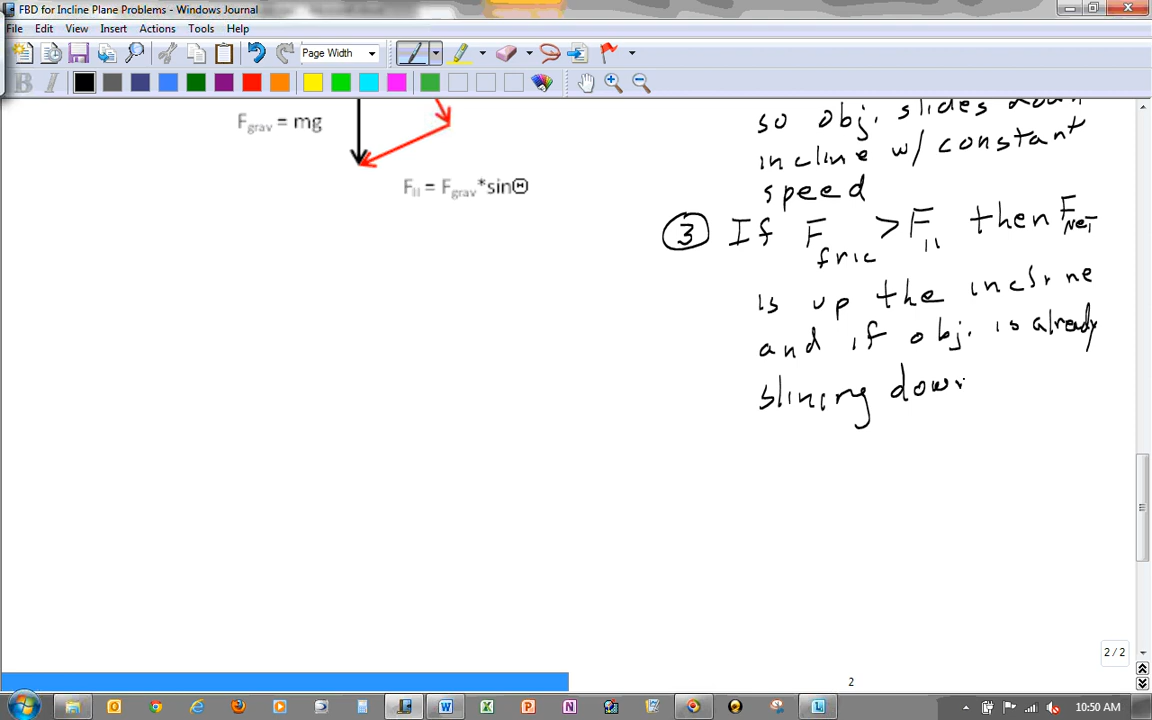 FBD for Incline Plane Problems - Windows Journal
File Edit View Insert Actions Tools Help
Page Width
B I
so obj. slides down
F_grav = mg
incline w/ constant
F_|| = F_grav*sinΘ
speed
③ If F_fric > F_|| then F_NET
is up the incline
and if obj. is already
slining down
2 / 2
2
10:50 AM